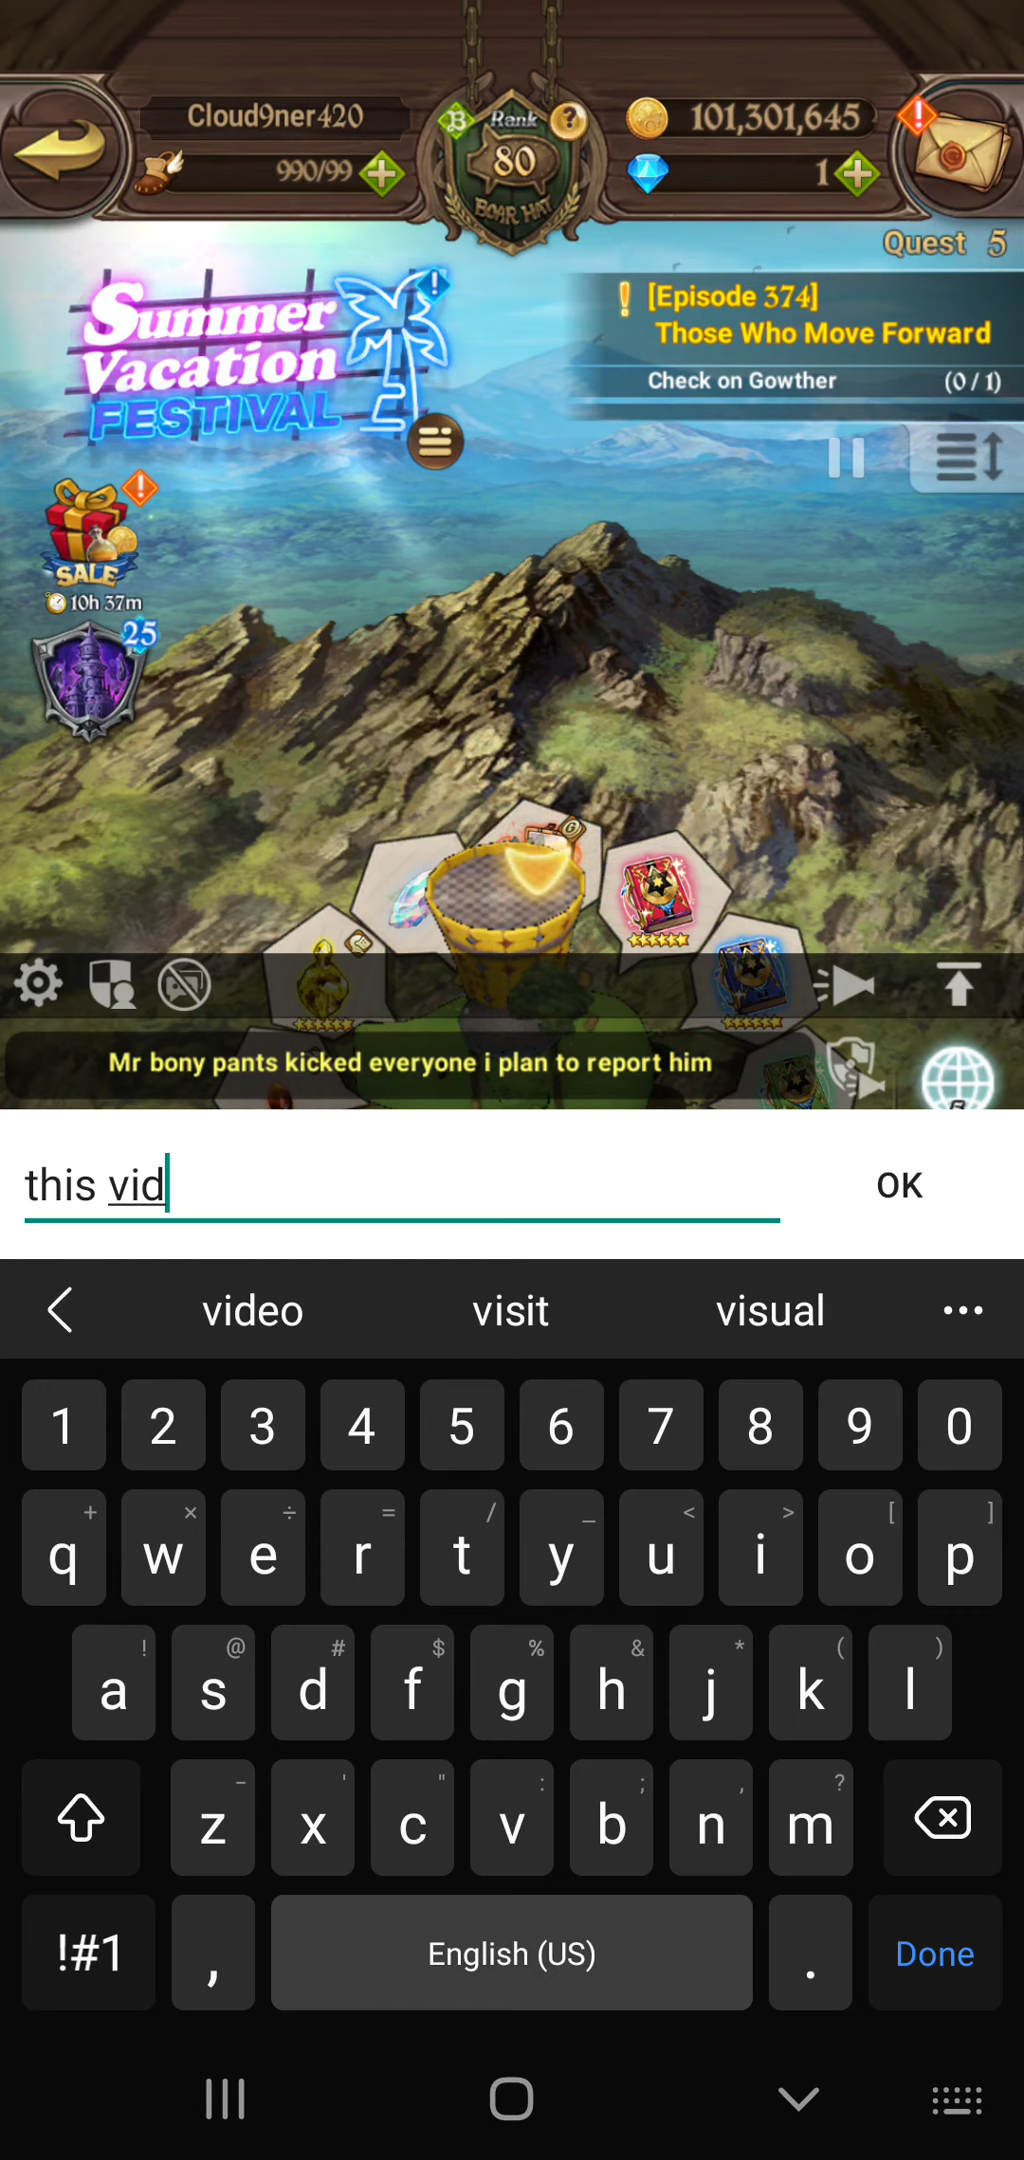 Cloud9ner420
990/99
B
Rank
?
80
BOAR HAT
101,301,645
1
!
Quest 5
Summer
Vacation
FESTIVAL
!
! [Episode 374]
Those Who Move Forward
Check on Gowther (0 / 1)
!
SALE
10h 37m
25
Mr bony pants kicked everyone i plan to report him
this vid
OK
video visit visual
1 2 3 4 5 6 7 8 9 0
+ × ÷ = / _ < > [ ]
q w e r t y u i o p
! @ # $ % & * ( )
a s d f g h j k l
- ' " : ; , ?
z x c v b n m
!#1 , English (US) . Done